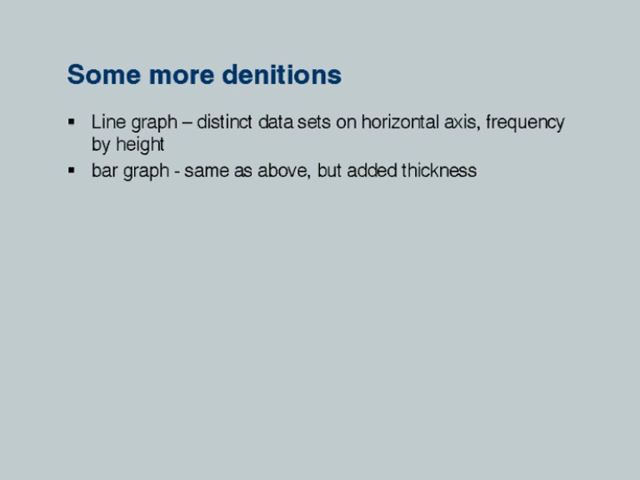 Some more denitions
▪ Line graph – distinct data sets on horizontal axis, frequency
by height
▪ bar graph - same as above, but added thickness